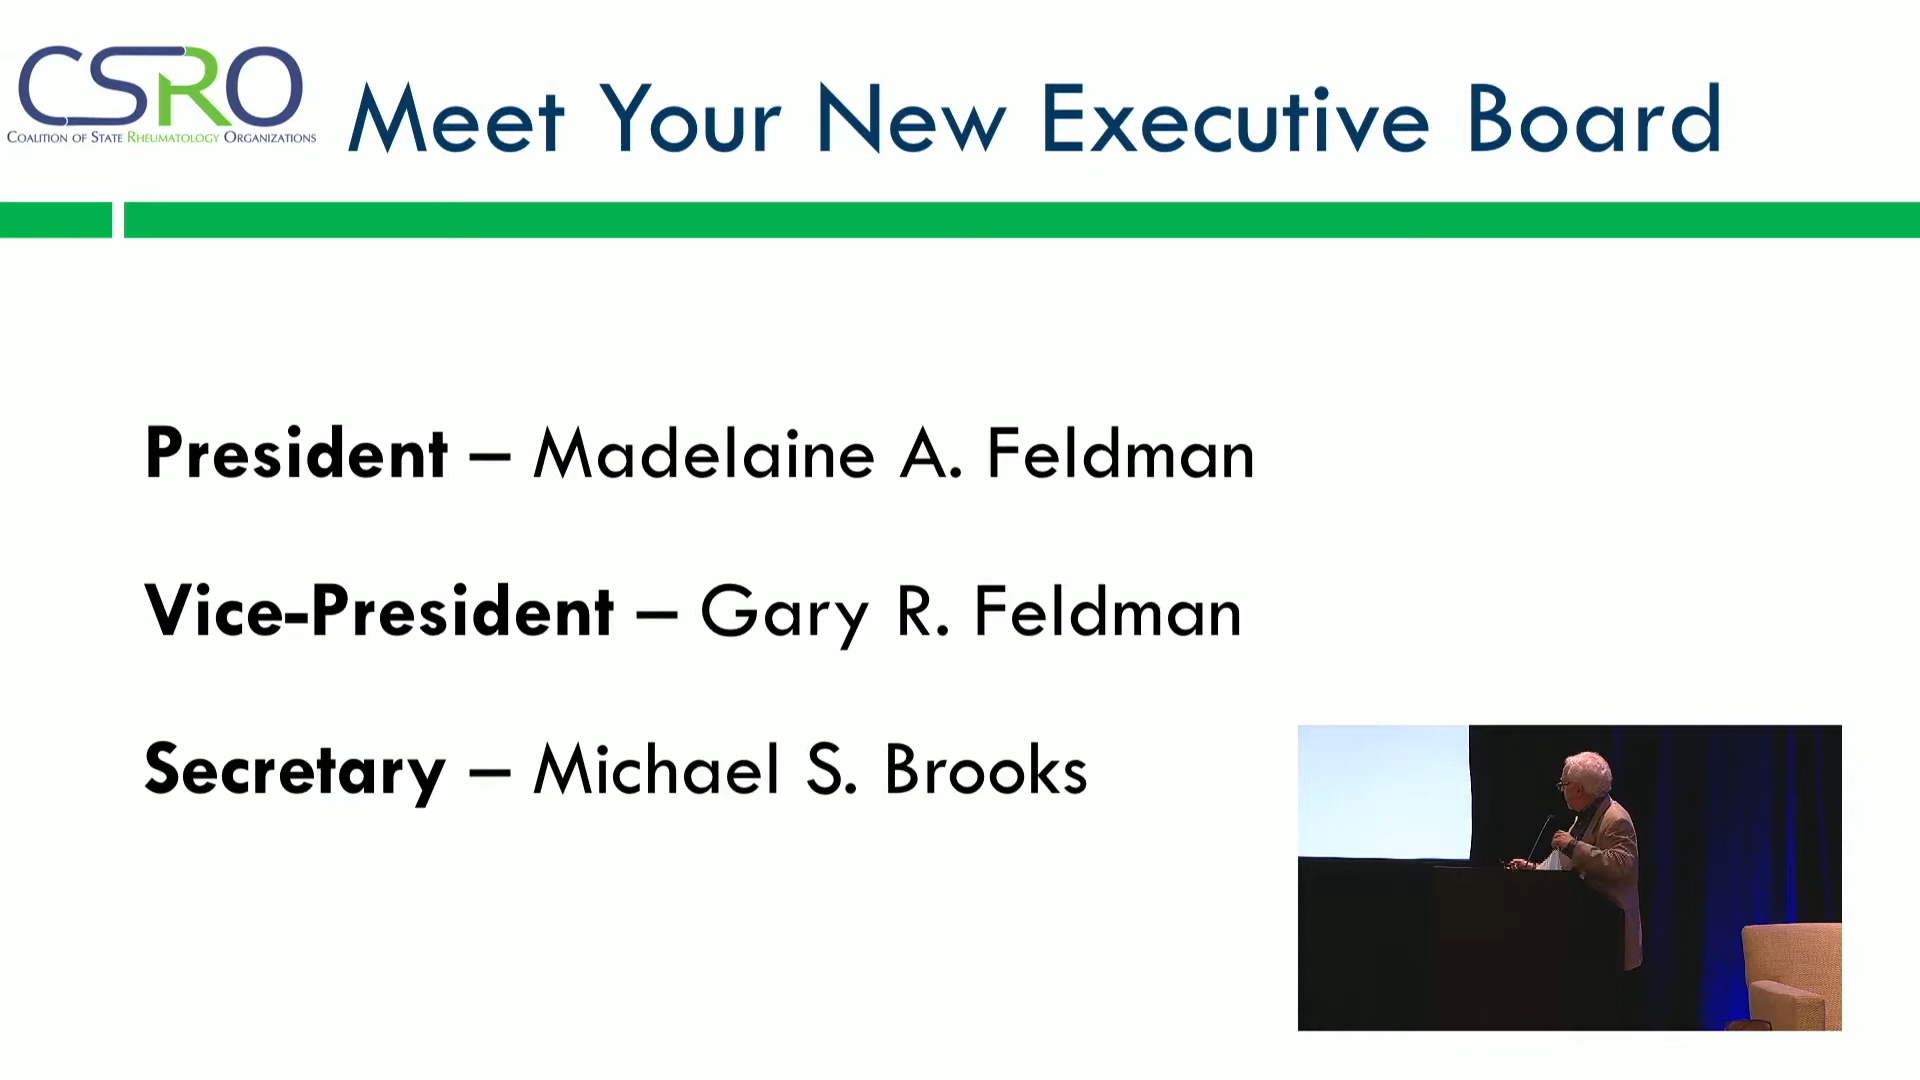 CSRO
COALITION OF STATE RHEUMATOLOGY ORGANIZATIONS
Meet Your New Executive Board
President – Madelaine A. Feldman
Vice-President – Gary R. Feldman
Secretary – Michael S. Brooks